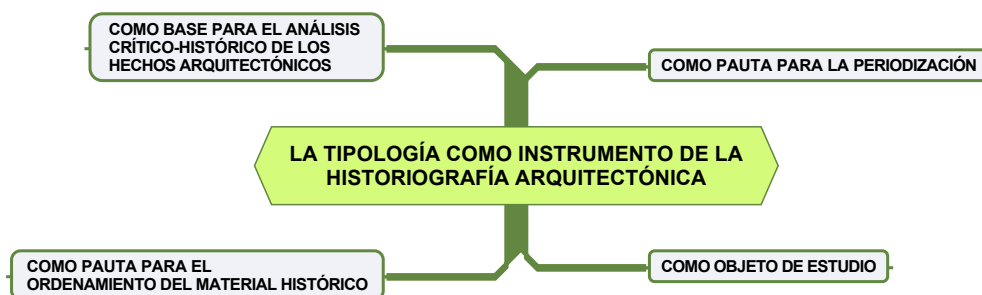 COMO BASE PARA EL ANÁLISIS
CRÍTICO-HISTÓRICO DE LOS
HECHOS ARQUITECTÓNICOS
COMO PAUTA PARA LA PERIODIZACIÓN
LA TIPOLOGÍA COMO INSTRUMENTO DE LA
HISTORIOGRAFÍA ARQUITECTÓNICA
COMO PAUTA PARA EL
ORDENAMIENTO DEL MATERIAL HISTÓRICO
COMO OBJETO DE ESTUDIO